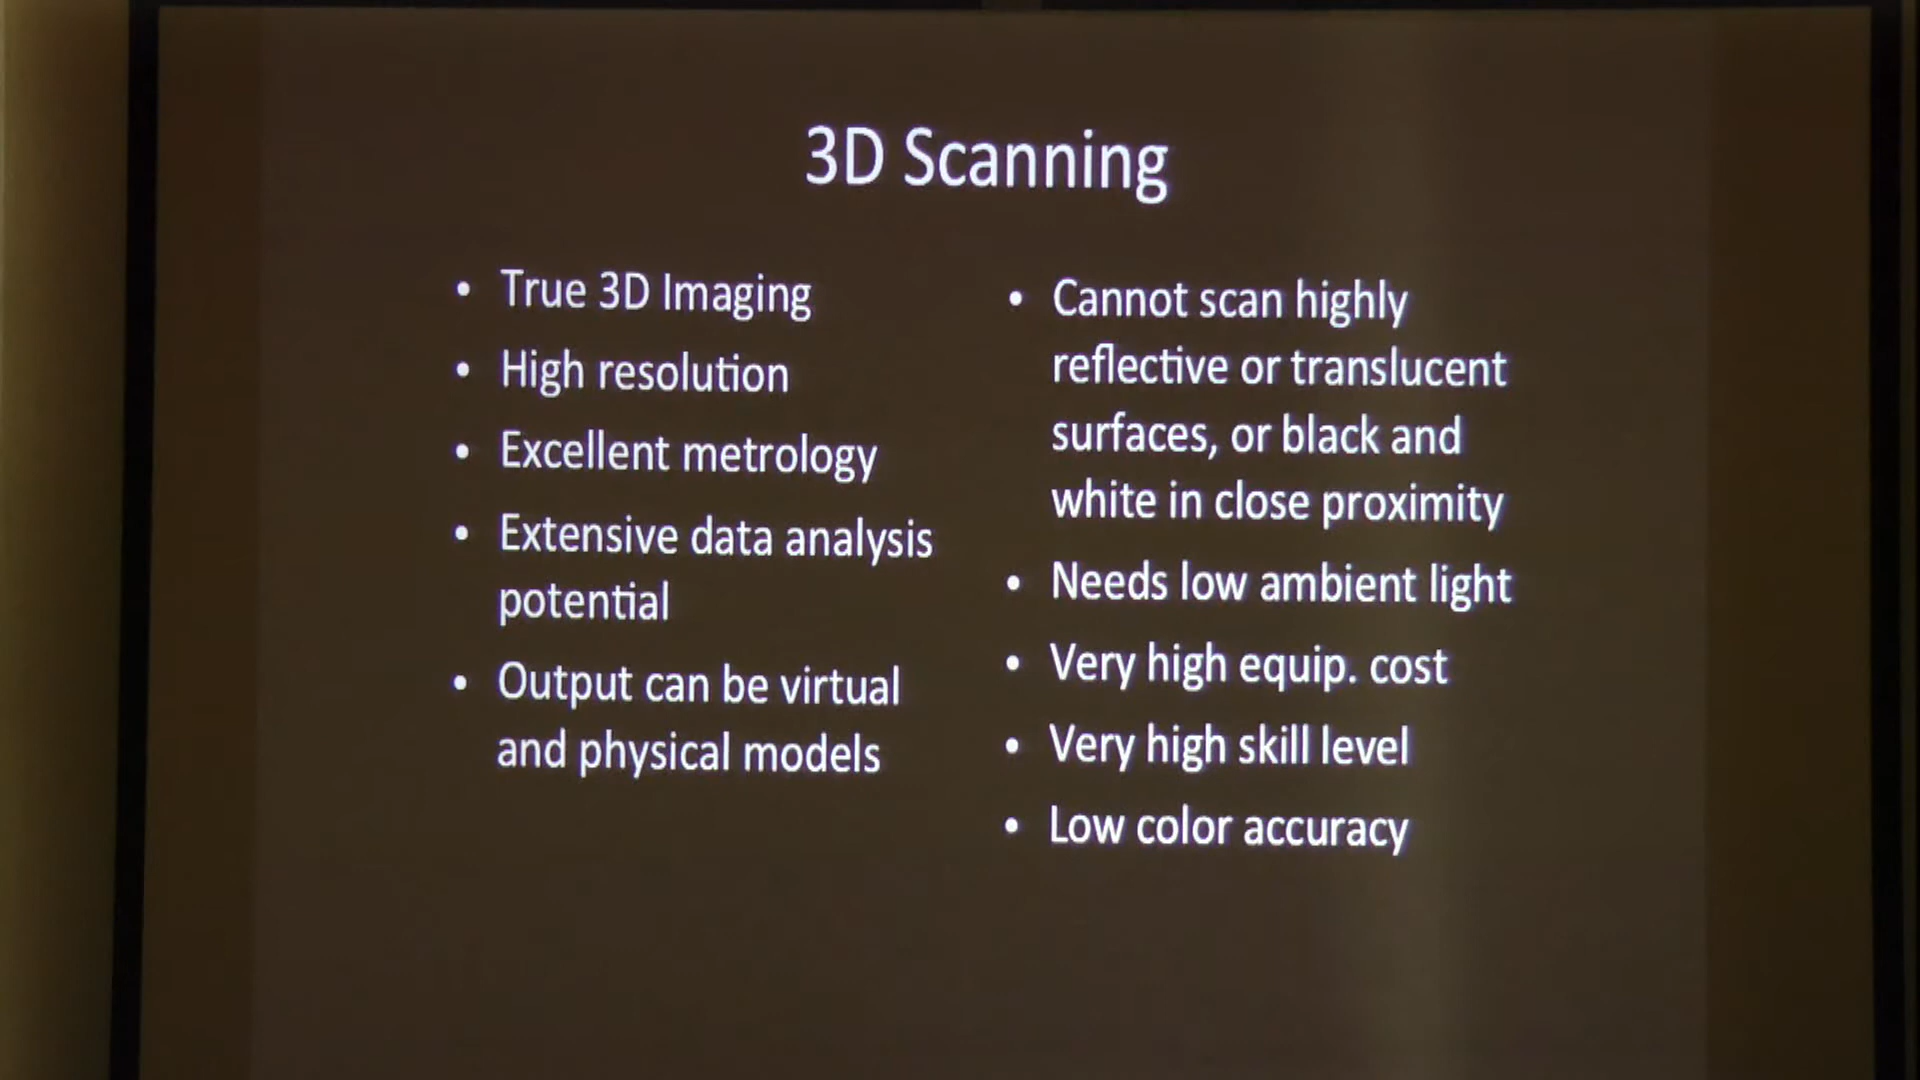 3D Scanning
• True 3D Imaging
• High resolution
• Excellent metrology
• Extensive data analysis
potential
• Output can be virtual
and physical models
• Cannot scan highly
reflective or translucent
surfaces, or black and
white in close proximity
• Needs low ambient light
• Very high equip. cost
• Very high skill level
• Low color accuracy